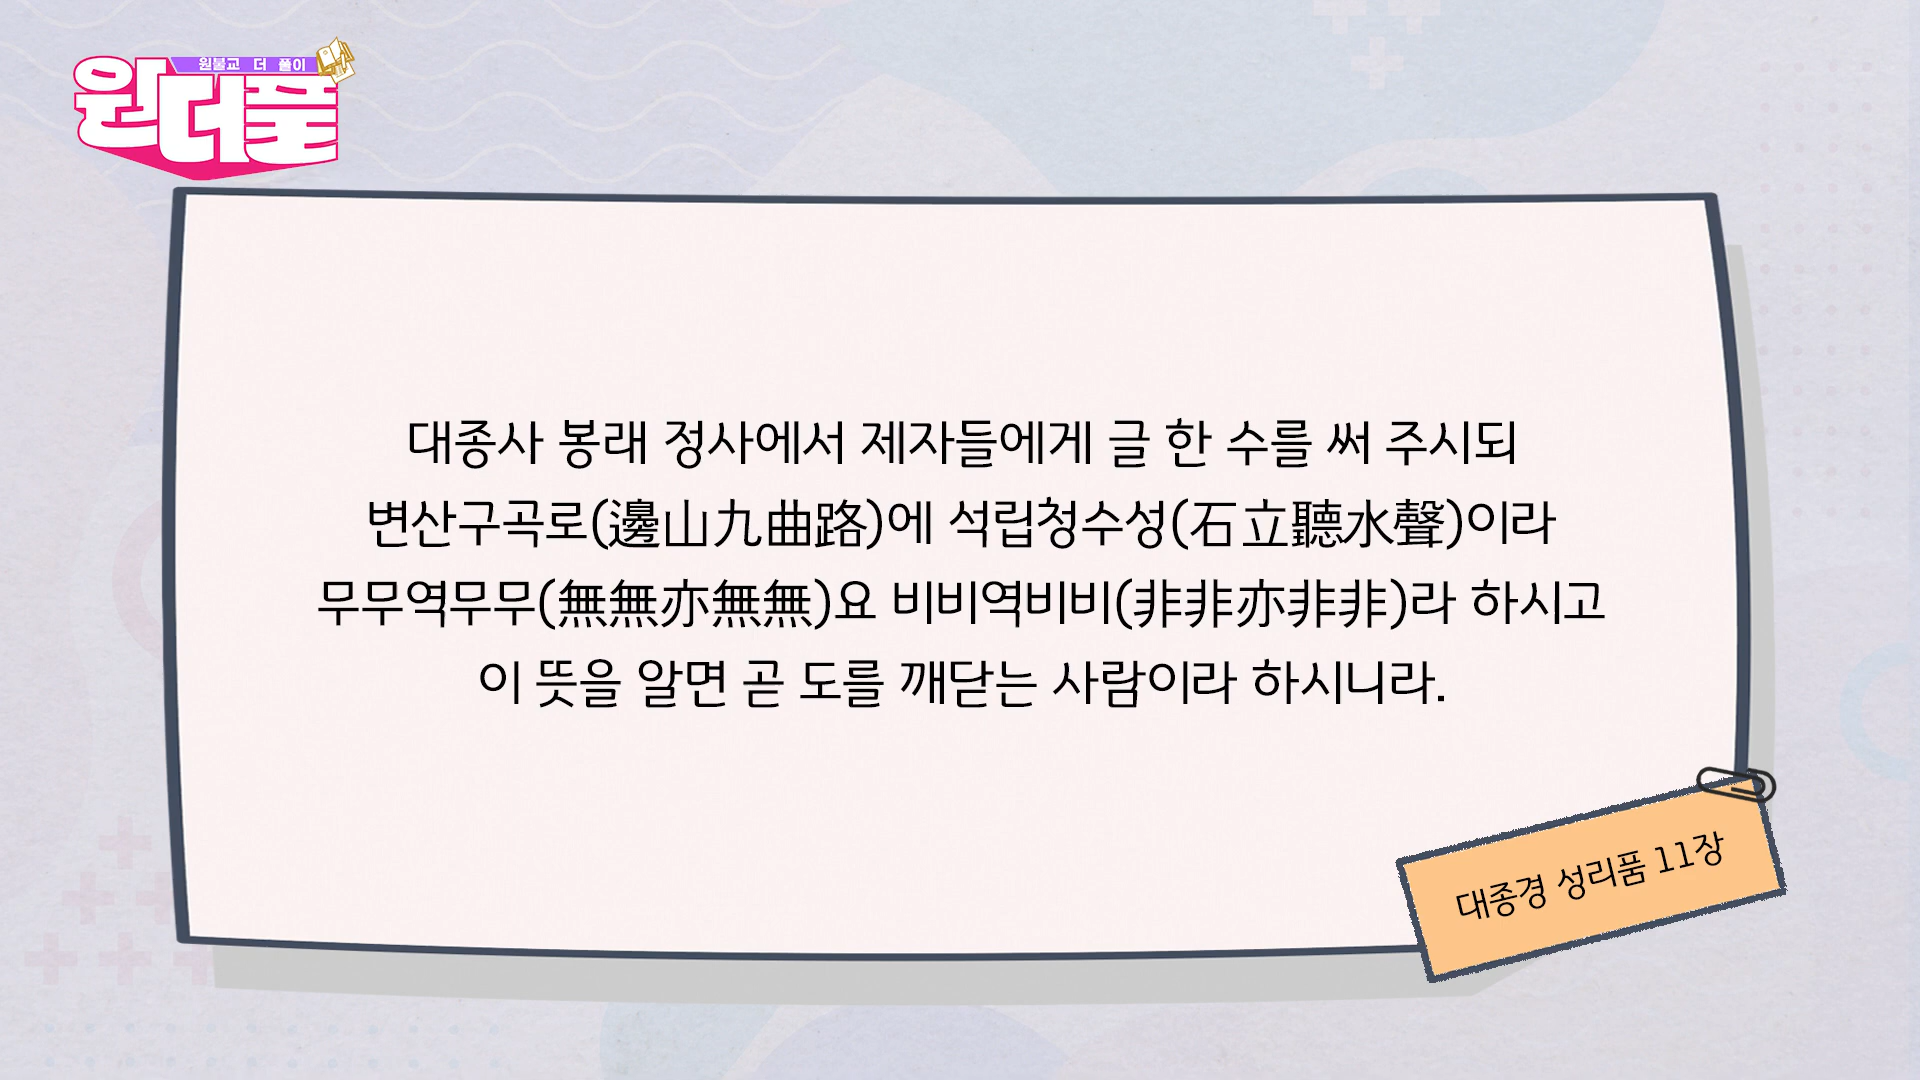 원불교 더 풀이
원더풀
대종사 봉래 정사에서 제자들에게 글 한 수를 써 주시되
변산구곡로(邊山九曲路)에 석립청수성(石立聽水聲)이라
무무역무무(無無亦無無)요 비비역비비(非非亦非非)라 하시고
이 뜻을 알면 곧 도를 깨닫는 사람이라 하시니라.
대종경 성리품 11장